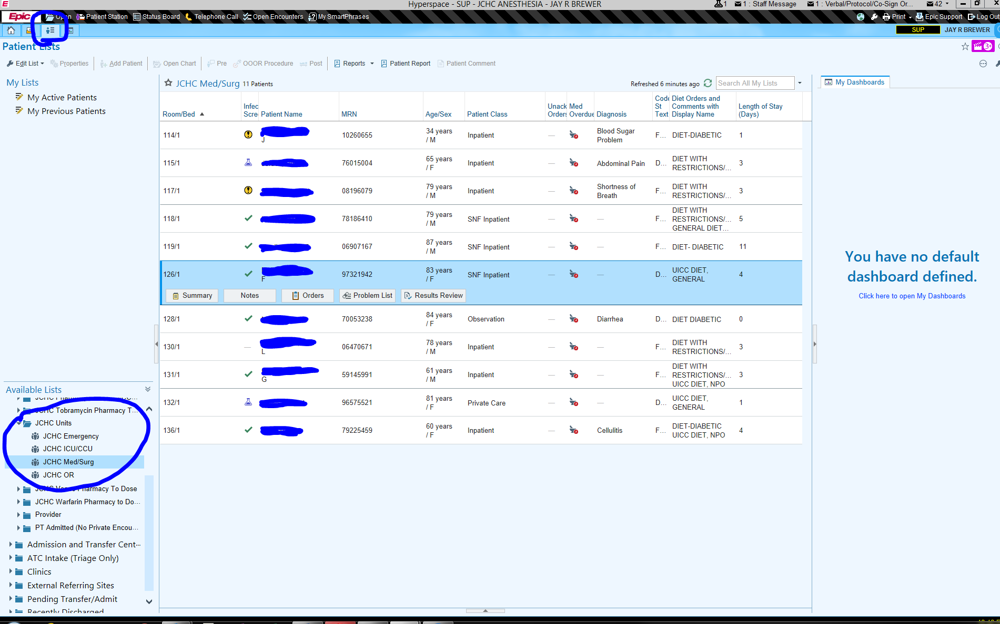 E
Hyperspace - SUP - JCHC ANESTHESIA - JAY R BREWER
1
1 : Staff Message
1 : Verbal/Protocol/Co-Sign Or...
42
Epic
Open
Patient Station
Status Board
Telephone Call
Open Encounters
My SmartPhrases
Print
Epic Support
Log Out
SUP
JAY R BREWER
Patient Lists
3+
Edit List
Properties
Add Patient
Open Chart
Pre
OOOR Procedure
Post
Reports
Patient Report
Patient Comment
My Lists
My Active Patients
My Previous Patients
JCHC Med/Surg 11 Patients
Refreshed 6 minutes ago
Search All My Lists
My Dashboards
Room/Bed
Infec Scree
Patient Name
MRN
Age/Sex
Patient Class
Unack Orders
Med Overdue
Diagnosis
Code St Text
Diet Orders and Comments with Display Name
Length of Stay (Days)
114/1 J 10260655 34 years / M Inpatient — Blood Sugar Problem F... DIET-DIABETIC 1
115/1 76015004 65 years / F Inpatient — Abdominal Pain D... DIET WITH RESTRICTIONS/... 3
117/1 08196079 79 years / M Inpatient — Shortness of Breath F... DIET WITH RESTRICTIONS/... 3
118/1 78186410 79 years / M SNF Inpatient — — F... DIET WITH RESTRICTIONS/... GENERAL DIET... 5
119/1 06907167 87 years / M SNF Inpatient — — F... DIET- DIABETIC 11
126/1 F 97321942 83 years / F SNF Inpatient — — D... UICC DIET, GENERAL 4
Summary
Notes
Orders
Problem List
Results Review
128/1 70053238 84 years / F Observation — Diarrhea D... DIET DIABETIC 0
130/1 — L 06470671 78 years / M Inpatient — — F... DIET WITH RESTRICTIONS/... 3
131/1 G 59145991 61 years / M Inpatient — — F... DIET WITH RESTRICTIONS/... UICC DIET, NPO 3
132/1 96575521 81 years / F Private Care — — D... UICC DIET, GENERAL 1
136/1 79225459 60 years / F Inpatient — Cellulitis F... DIET-DIABETIC UICC DIET, NPO 4
You have no default
dashboard defined.
Click here to open My Dashboards
Available Lists
JCHC Tobramycin Pharmacy T...
JCHC Units
JCHC Emergency
JCHC ICU/CCU
JCHC Med/Surg
JCHC OR
Pharmacy To Dose
JCHC Warfarin Pharmacy to Do...
Provider
PT Admitted (No Private Encou...
Admission and Transfer Cent...
ATC Intake (Triage Only)
Clinics
External Referring Sites
Pending Transfer/Admit
Recently Discharged